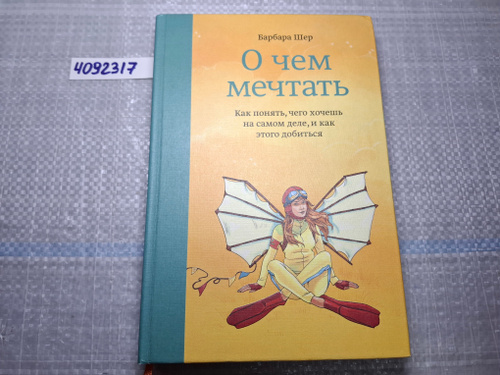 4092317
Барбара Шер
О чем
мечтать
Как понять, чего хочешь
на самом деле, и как
этого добиться